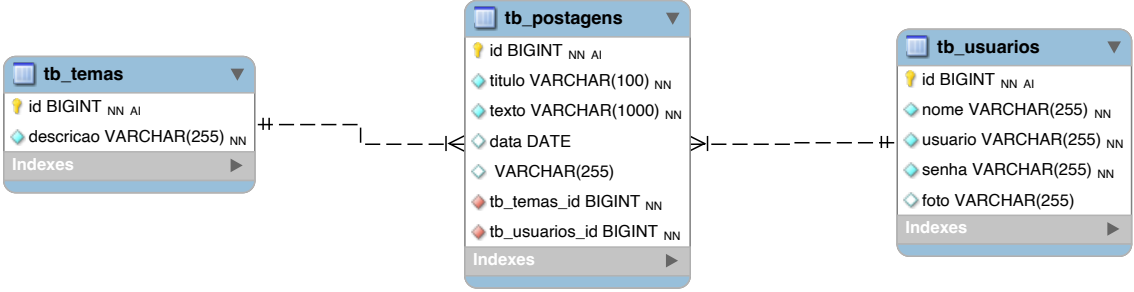 tb_temas
id BIGINT NN AI
descricao VARCHAR(255) NN
Indexes
tb_postagens
id BIGINT NN AI
titulo VARCHAR(100) NN
texto VARCHAR(1000) NN
data DATE
VARCHAR(255)
tb_temas_id BIGINT NN
tb_usuarios_id BIGINT NN
Indexes
tb_usuarios
id BIGINT NN AI
nome VARCHAR(255) NN
usuario VARCHAR(255) NN
senha VARCHAR(255) NN
foto VARCHAR(255)
Indexes